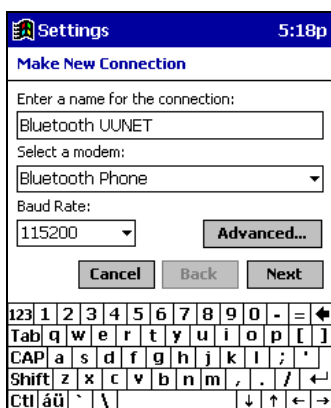 Settings 5:18p
Make New Connection
Enter a name for the connection:
Bluetooth UUNET
Select a modem:
Bluetooth Phone
Baud Rate:
115200 Advanced...
Cancel Back Next
123 1 2 3 4 5 6 7 8 9 0 - = ←
Tab q w e r t y u i o p [ ]
CAP a s d f g h j k l ; '
Shift z x c v b n m , . / ↵
Ctl áü ` \ ↓ ↑ ← →